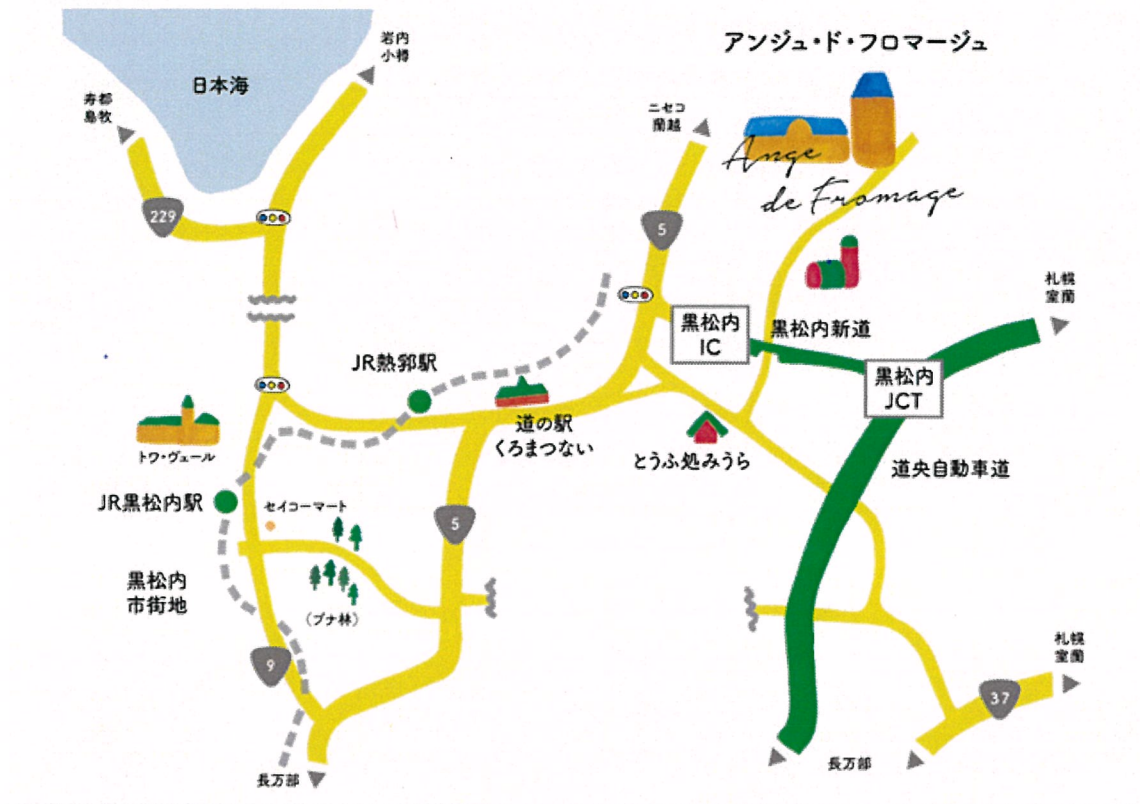 アンジュ・ド・フロマージュ
岩内
小樽
日本海
寿都
島牧
ニセコ
蘭越
Ange
de Fromage
229
5
札幌
室蘭
黒松内
IC
黒松内新道
JR熱郛駅
黒松内
JCT
道の駅
くろまつない
トワ・ヴェール
とうふ処みうら
道央自動車道
JR黒松内駅
セイコーマート
5
黒松内
市街地
(ブナ林)
9
札幌
室蘭
37
長万部
長万部